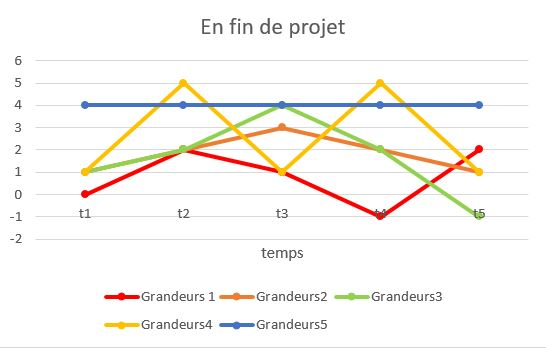 En fin de projet
6
5
4
3
2
1
0
-1
-2
t1 t2 t3 t4 t5
temps
Grandeurs 1 Grandeurs2 Grandeurs3
Grandeurs4 Grandeurs5